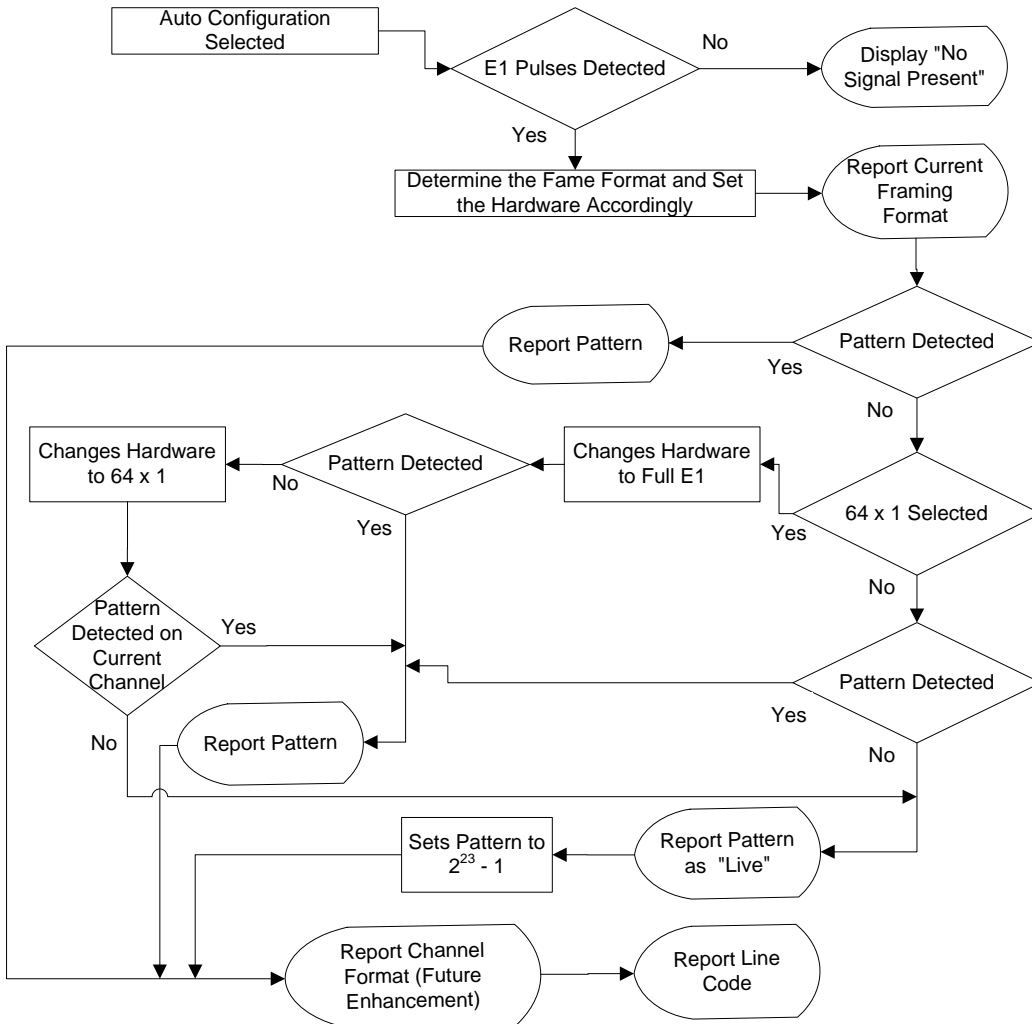 Auto Configuration
Selected
E1 Pulses Detected
No
Display "No
Signal Present"
Yes
Determine the Fame Format and Set
the Hardware Accordingly
Report Current
Framing
Format
Report Pattern
Yes
Pattern Detected
No
Changes Hardware
to 64 x 1
No
Pattern Detected
Changes Hardware
to Full E1
Yes
64 x 1 Selected
Yes
No
Pattern
Detected on
Current
Channel
Yes
Pattern Detected
Yes
No
Report Pattern
No
Sets Pattern to
2²³ - 1
Report Pattern
as "Live"
Report Channel
Format (Future
Enhancement)
Report Line
Code